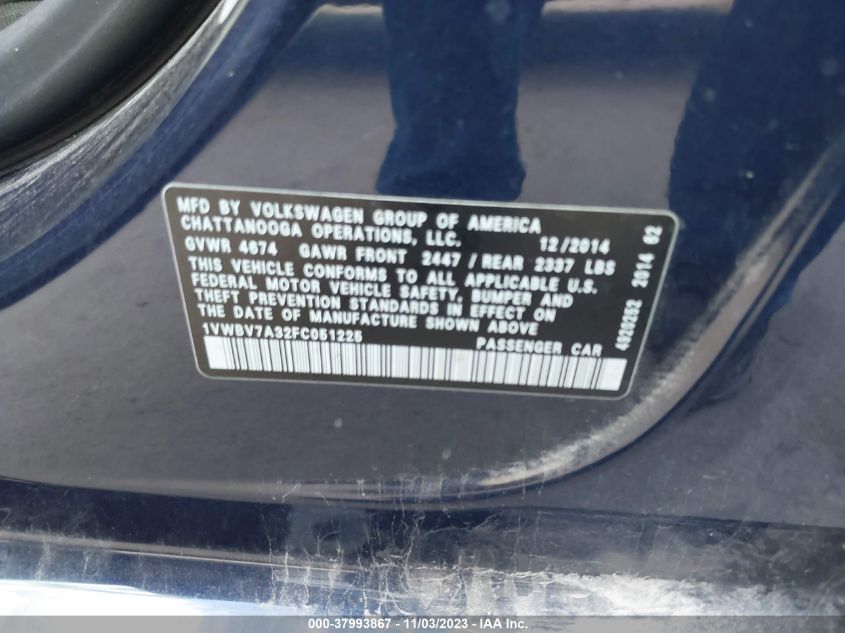 MFD BY VOLKSWAGEN GROUP OF AMERICA
CHATTANOOGA OPERATIONS, LLC. 12/2014
GVWR 4674 GAWR FRONT 2447 / REAR 2337 LBS
THIS VEHICLE CONFORMS TO ALL APPLICABLE U.S.
FEDERAL MOTOR VEHICLE SAFETY, BUMPER AND
THEFT PREVENTION STANDARDS IN EFFECT ON
THE DATE OF MANUFACTURE SHOWN ABOVE
1VWBV7A32FC051225 PASSENGER CAR
49202652 2014 02
000-37993867 - 11/03/2023 - IAA Inc.